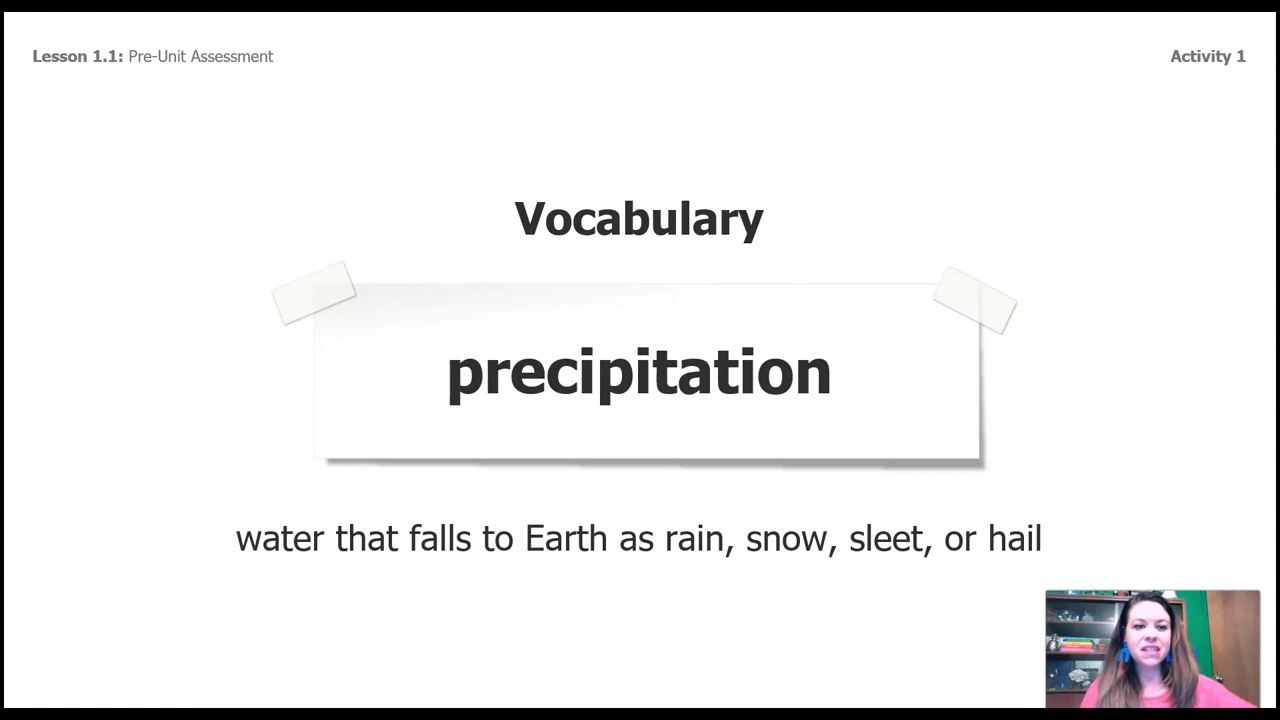 Lesson 1.1: Pre-Unit Assessment
Activity 1
Vocabulary
precipitation
water that falls to Earth as rain, snow, sleet, or hail